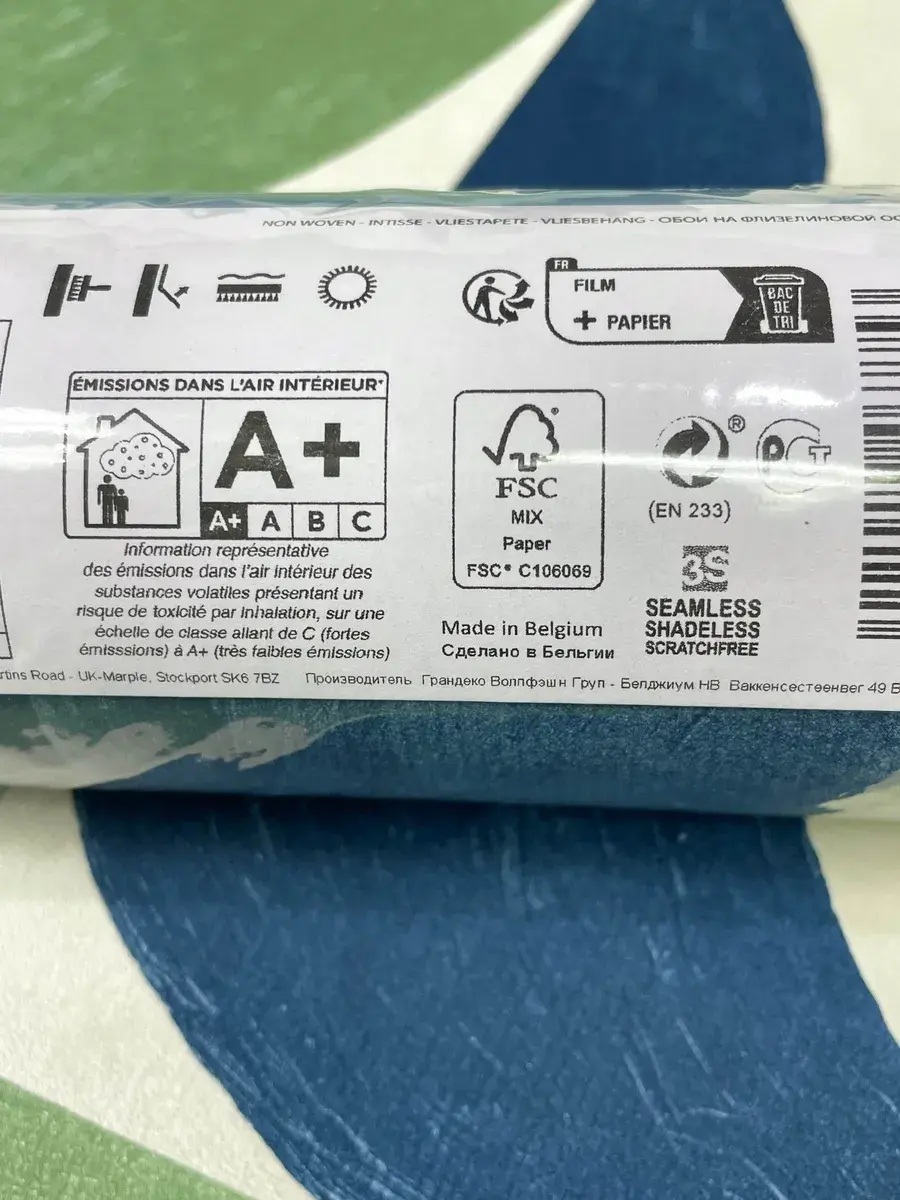 NON WOVEN - INTISSE - VLIESTAPETE - VLIESBEHANG - ОБОИ НА ФЛИЗЕЛИНОВОЙ
FR
FILM
+ PAPIER
BAC
DE
TRI
ÉMISSIONS DANS L'AIR INTÉRIEUR*
A+
A+ A B C
Information représentative
des émissions dans l'air intérieur des
substances volatiles présentant un
risque de toxicité par inhalation, sur une
échelle de classe allant de C (fortes
émisssions) à A+ (très faibles émissions)
FSC
MIX
Paper
FSC® C106069
®
(EN 233)
РСТ
3S
SEAMLESS
SHADELESS
SCRATCHFREE
Made in Belgium
Сделано в Бельгии
Road - UK-Marple, Stockport SK6 7BZ Производитель Грандеко Воллфэшн Груп - Белджиум НВ Ваккенсестеенвег 49